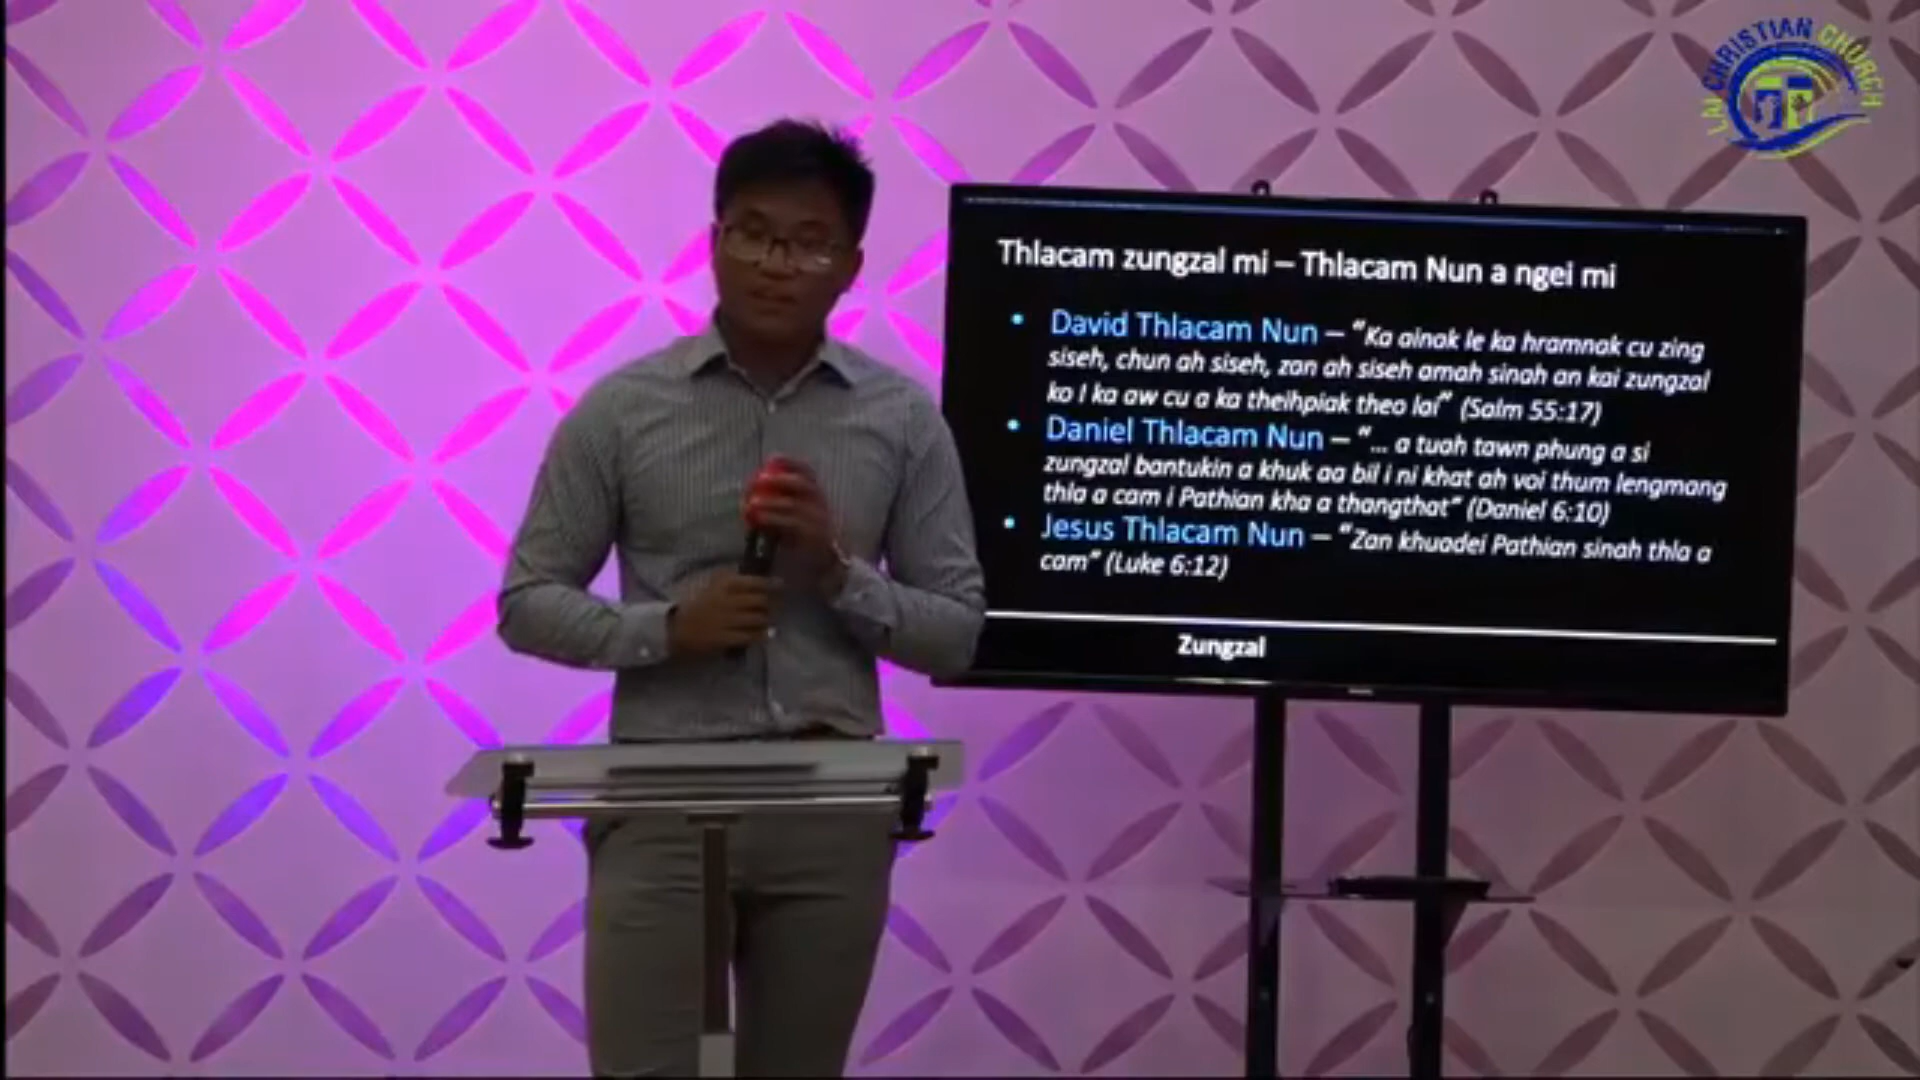 LAI CHRISTIAN CHURCH
Thlacam zungzal mi – Thlacam Nun a ngei mi
• David Thlacam Nun – “Ka ainak le ka hramnak cu zing
siseh, chun ah siseh, zan ah siseh amah sinah an kai zungzal
ko I ka aw cu a ka theihpiak theo lai” (Salm 55:17)
• Daniel Thlacam Nun – “... a tuah tawn phung a si
zungzal bantukin a khuk aa bil i ni khat ah voi thum lengmang
thla a cam i Pathian kha a thangthat” (Daniel 6:10)
• Jesus Thlacam Nun – “Zan khuadei Pathian sinah thla a
cam” (Luke 6:12)
Zungzal